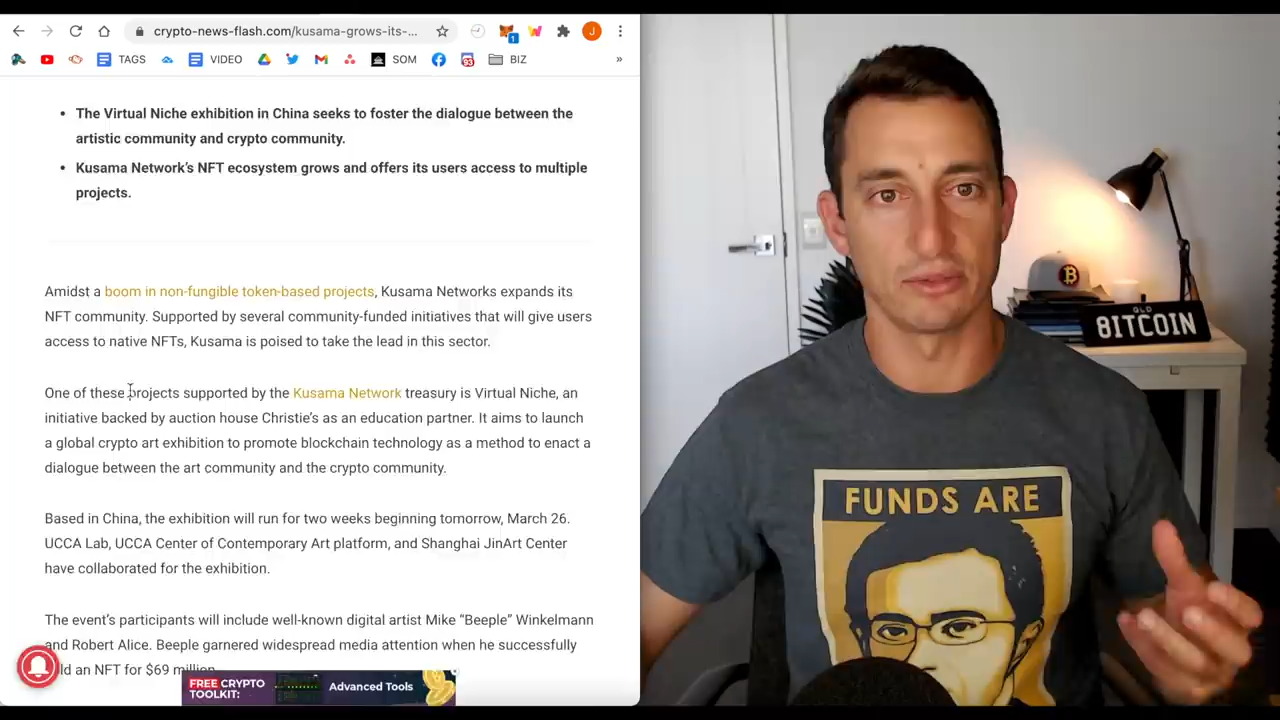 crypto-news-flash.com/kusama-grows-its-...
1
J
TAGS
VIDEO
SOM
93
BIZ
»
• The Virtual Niche exhibition in China seeks to foster the dialogue between the
artistic community and crypto community.
• Kusama Network's NFT ecosystem grows and offers its users access to multiple
projects.
Amidst a boom in non-fungible token-based projects, Kusama Networks expands its
NFT community. Supported by several community-funded initiatives that will give users
access to native NFTs, Kusama is poised to take the lead in this sector.
One of these projects supported by the Kusama Network treasury is Virtual Niche, an
initiative backed by auction house Christie's as an education partner. It aims to launch
a global crypto art exhibition to promote blockchain technology as a method to enact a
dialogue between the art community and the crypto community.
Based in China, the exhibition will run for two weeks beginning tomorrow, March 26.
UCCA Lab, UCCA Center of Contemporary Art platform, and Shanghai JinArt Center
have collaborated for the exhibition.
The event's participants will include well-known digital artist Mike “Beeple” Winkelmann
and Robert Alice. Beeple garnered widespread media attention when he successfully
an NFT for $69 million.
FREE CRYPTO
TOOLKIT:
Advanced Tools
QLD
8ITCOIN
FUNDS ARE